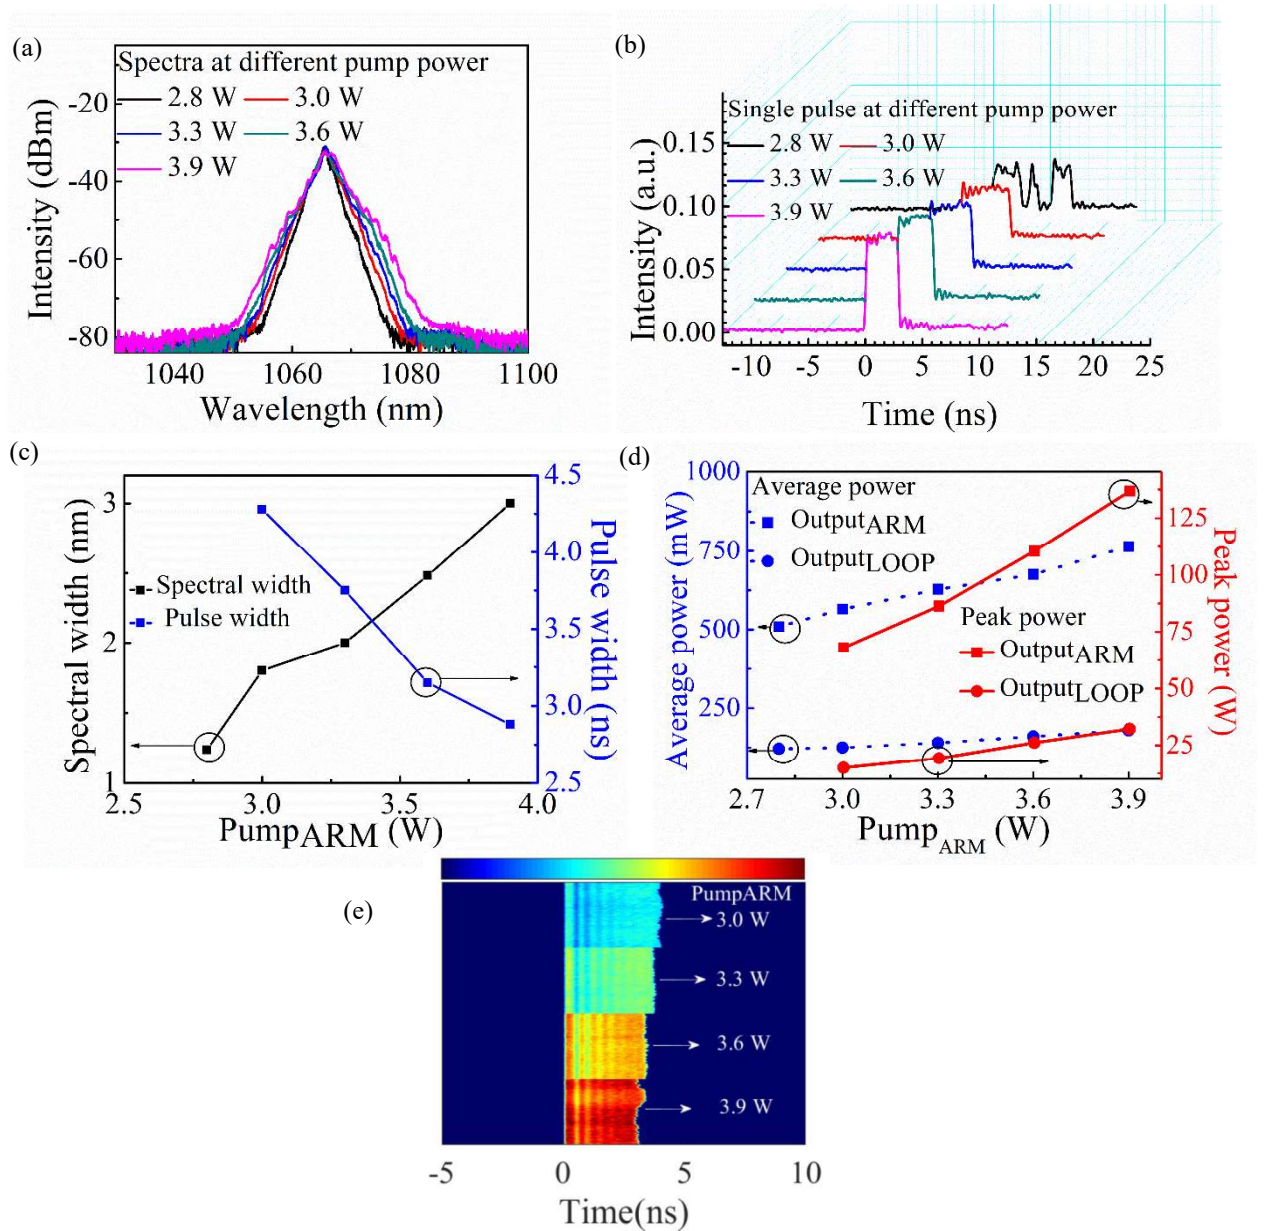 (a)
Spectra at different pump power
2.8 W 3.0 W
3.3 W 3.6 W
3.9 W
-20
-40
-60
-80
Intensity (dBm)
1040 1060 1080 1100
Wavelength (nm)
(b)
Single pulse at different pump power
2.8 W 3.0 W
3.3 W 3.6 W
3.9 W
0.15
0.10
0.05
0.00
Intensity (a.u.)
-10 -5 0 5 10 15 20 25
Time (ns)
(c)
3
2
1
Spectral width (nm)
Spectral width
Pulse width
4.5
4.0
3.5
3.0
2.5
Pulse width (ns)
2.5 3.0 3.5 4.0
PumpARM (W)
(d)
1000
750
500
250
Average power (mW)
Average power
OutputARM
OutputLOOP
Peak power
OutputARM
OutputLOOP
125
100
75
50
25
Peak power (W)
2.7 3.0 3.3 3.6 3.9
PumpARM (W)
(e)
PumpARM
3.0 W
3.3 W
3.6 W
3.9 W
-5 0 5 10
Time(ns)